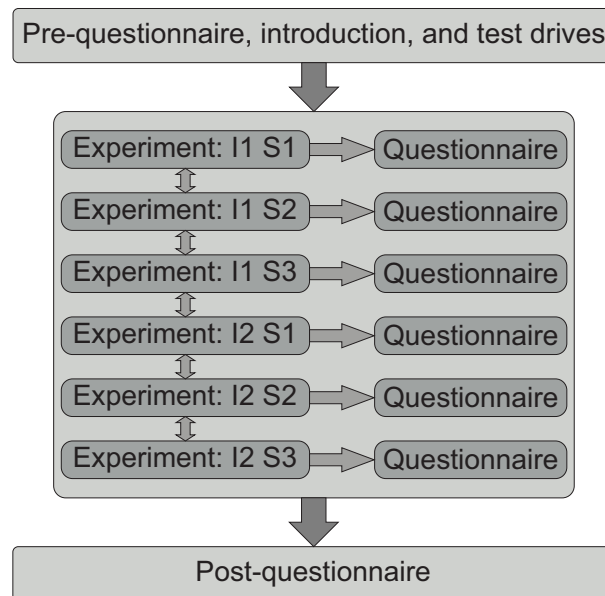 Pre-questionnaire, introduction, and test drives
Experiment: I1 S1
Questionnaire
Experiment: I1 S2
Questionnaire
Experiment: I1 S3
Questionnaire
Experiment: I2 S1
Questionnaire
Experiment: I2 S2
Questionnaire
Experiment: I2 S3
Questionnaire
Post-questionnaire